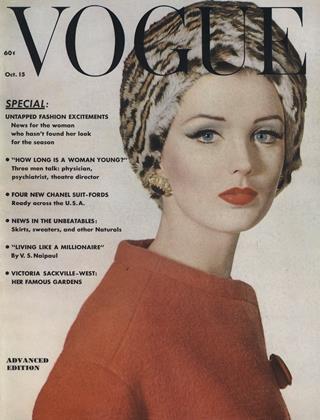 VOGUE
60¢
Oct. 15
SPECIAL:
UNTAPPED FASHION EXCITEMENTS
News for the woman
who hasn't found her look
for the season
• "HOW LONG IS A WOMAN YOUNG?"
Three men talk: physician,
psychiatrist, theatre director
• FOUR NEW CHANEL SUIT-FORDS
Ready across the U.S.A.
• NEWS IN THE UNBEATABLES:
Skirts, sweaters, and other Naturals
• "LIVING LIKE A MILLIONAIRE"
By V. S. Naipaul
• VICTORIA SACKVILLE-WEST:
HER FAMOUS GARDENS
ADVANCED
EDITION